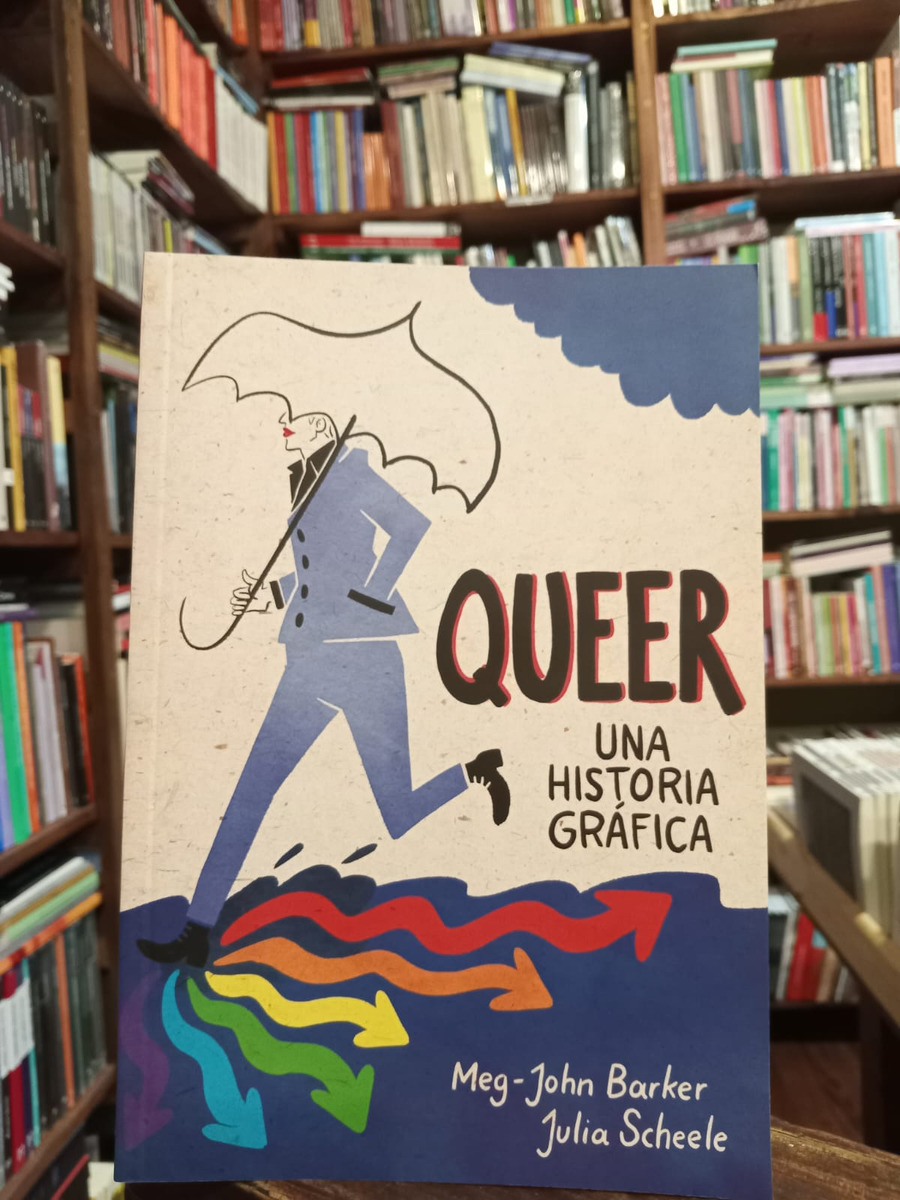 QUEER
UNA
HISTORIA
GRÁFICA
Meg-John Barker
Julia Scheele